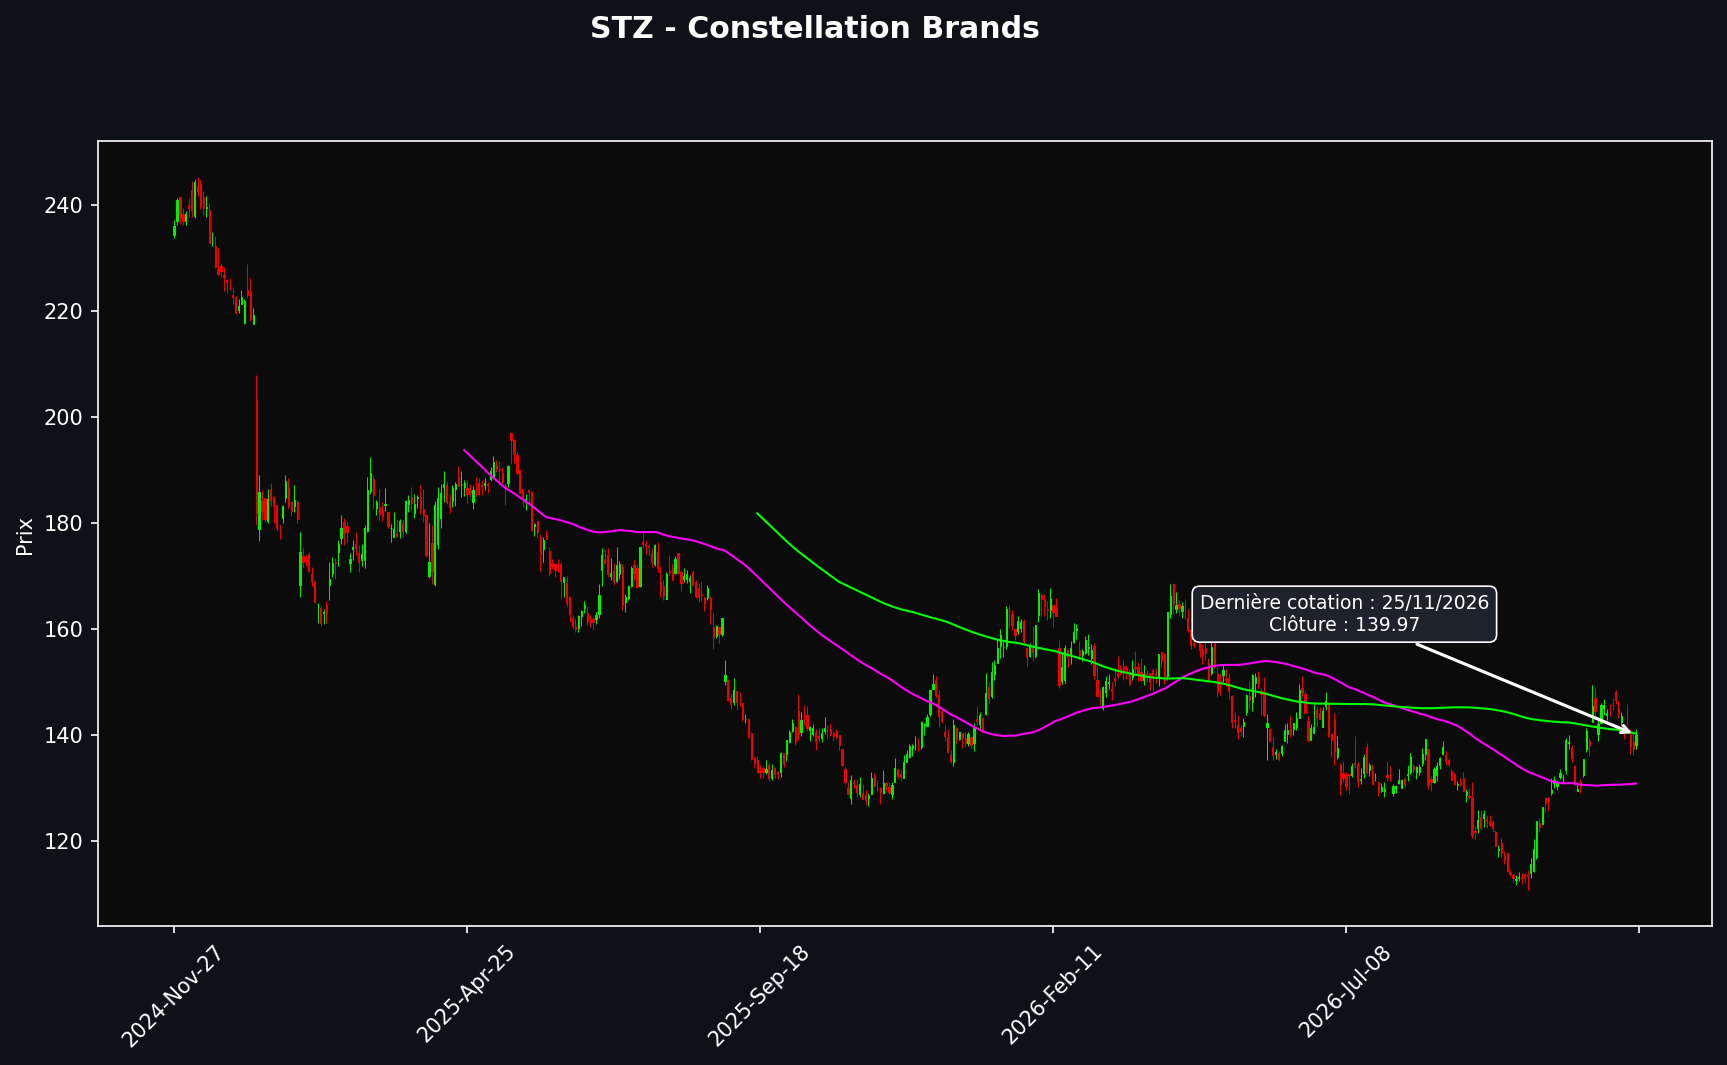 STZ - Constellation Brands
Prix
240
220
200
180
160
140
120
Dernière cotation : 25/11/2026
Clôture : 139.97
2024-Nov-27
2025-Apr-25
2025-Sep-18
2026-Feb-11
2026-Jul-08